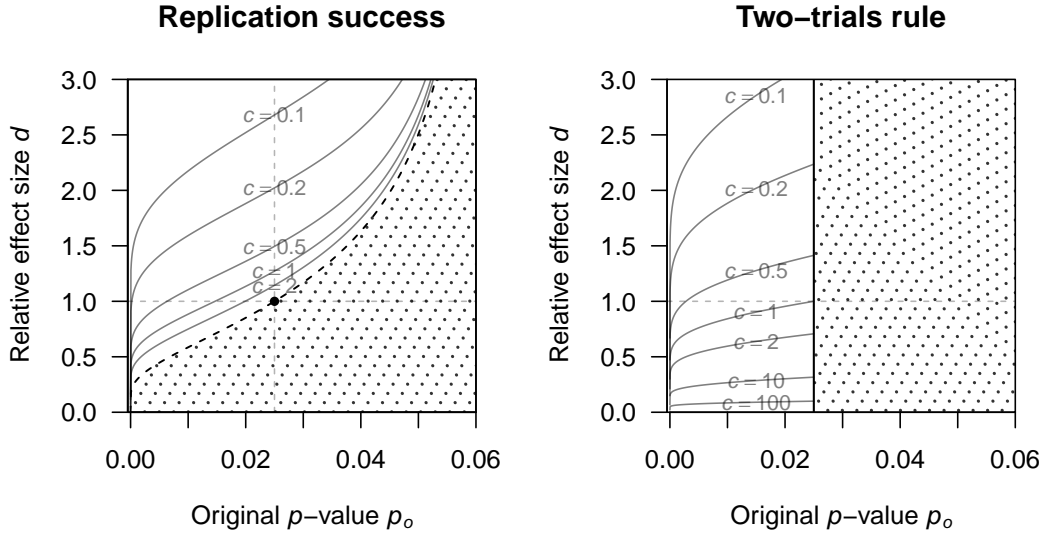 Replication success
3.0
2.5
2.0
1.5
1.0
0.5
0.0
Relative effect size d
c = 0.1
c = 0.2
c = 0.5
c = 1
c = 2
0.00 0.02 0.04 0.06
Original p−value pₒ
Two−trials rule
3.0
2.5
2.0
1.5
1.0
0.5
0.0
Relative effect size d
c = 0.1
c = 0.2
c = 0.5
c = 1
c = 2
c = 10
c = 100
0.00 0.02 0.04 0.06
Original p−value pₒ